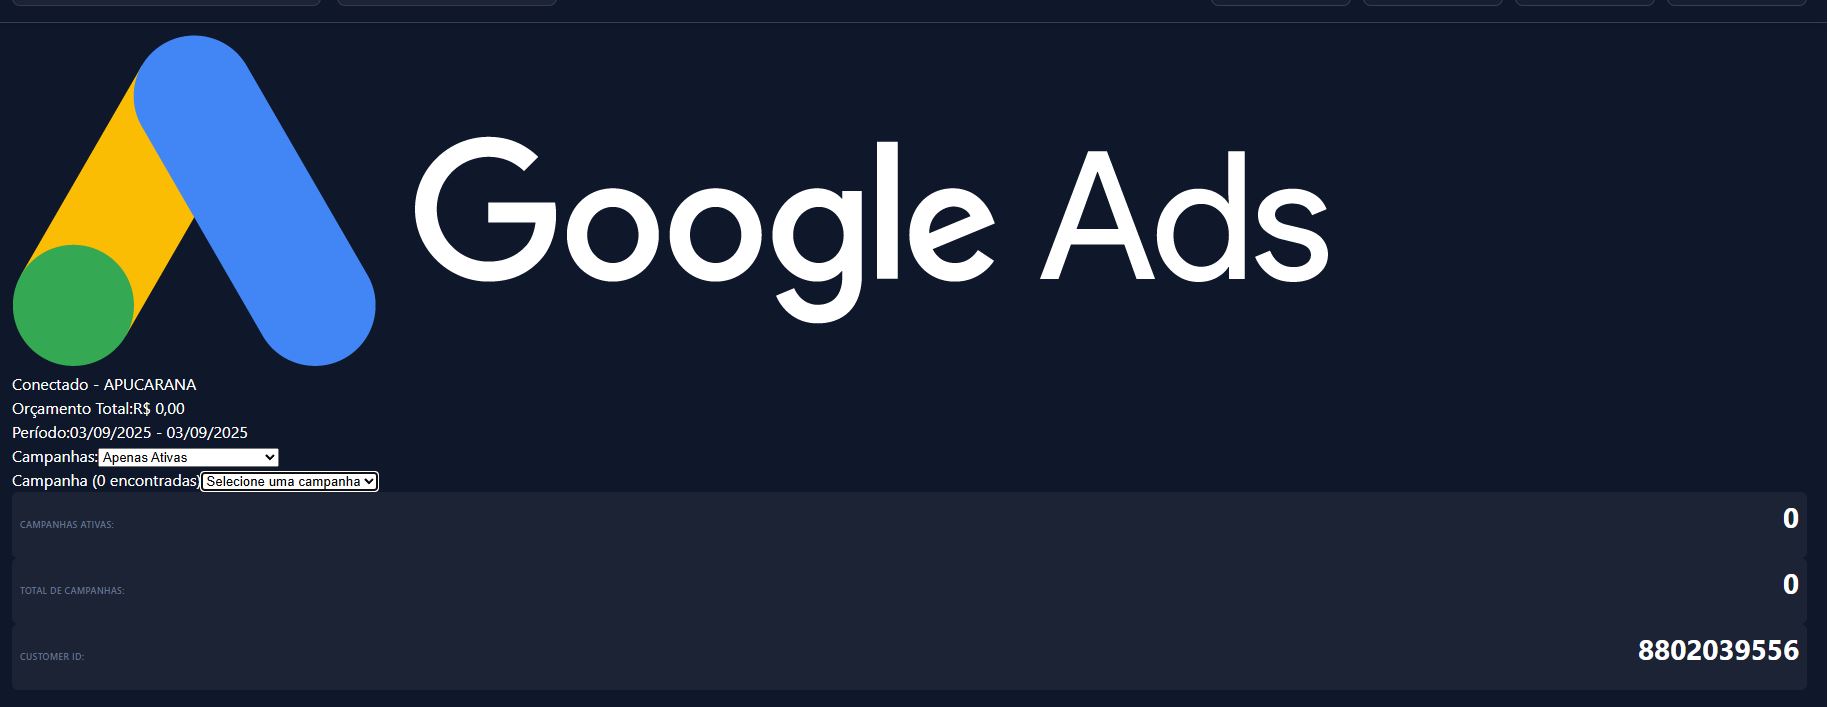 Google Ads
Conectado - APUCARANA
Orçamento Total:R$ 0,00
Período:03/09/2025 - 03/09/2025
Campanhas:Apenas Ativas
Campanha (0 encontradas)Selecione uma campanha
CAMPANHAS ATIVAS: 0
TOTAL DE CAMPANHAS: 0
CUSTOMER ID: 8802039556